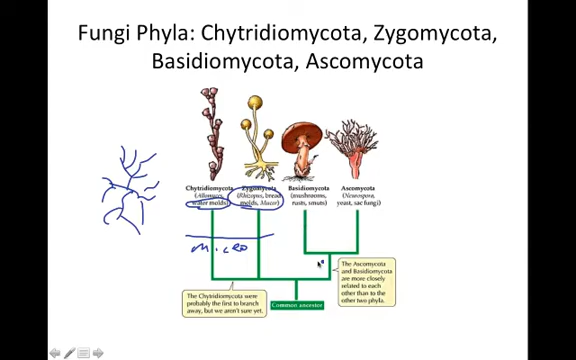 Fungi Phyla: Chytridiomycota, Zygomycota,
Basidiomycota, Ascomycota
Chytridiomycota
(Allomyces,
water molds)
Zygomycota
(Rhizopus, bread
molds, Mucor)
Basidiomycota
(mushrooms,
rusts, smuts)
Ascomycota
(Neurospora,
yeast, sac fungi)
Micro
The Ascomycota
and Basidiomycota
are more closely
related to each
other than to the
other two phyla.
The Chytridiomycota were
probably the first to branch
away, but we aren't sure yet.
Common ancestor